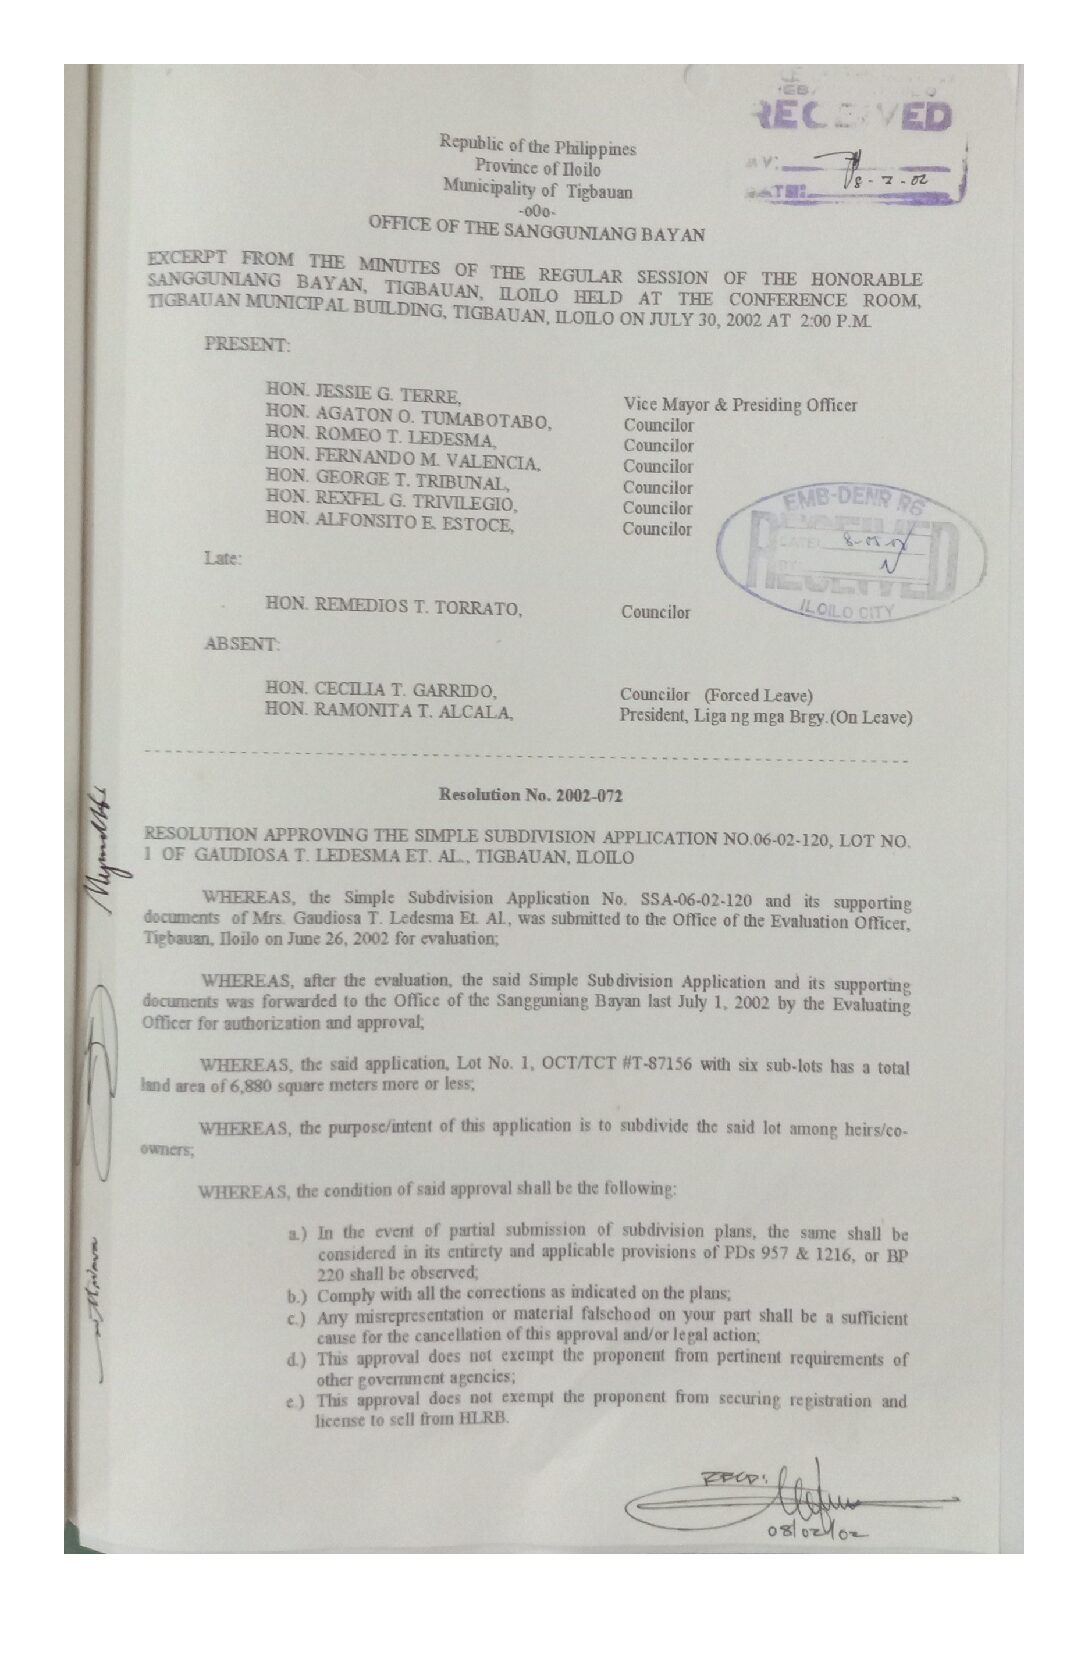 RECEIVED
BY:
DATE: 8-2-02
Republic of the Philippines
Province of Iloilo
Municipality of Tigbauan
-o0o-
OFFICE OF THE SANGGUNIANG BAYAN
EXCERPT FROM THE MINUTES OF THE REGULAR SESSION OF THE HONORABLE
SANGGUNIANG BAYAN, TIGBAUAN, ILOILO HELD AT THE CONFERENCE ROOM,
TIGBAUAN MUNICIPAL BUILDING, TIGBAUAN, ILOILO ON JULY 30, 2002 AT 2:00 P.M.
PRESENT:
HON. JESSIE G. TERRE, Vice Mayor & Presiding Officer
HON. AGATON O. TUMABOTABO, Councilor
HON. ROMEO T. LEDESMA, Councilor
HON. FERNANDO M. VALENCIA, Councilor
HON. GEORGE T. TRIBUNAL, Councilor
HON. REXFEL G. TRIVILEGIO, Councilor
HON. ALFONSITO E. ESTOCE, Councilor
EMB-DENR R6
RECEIVED
DATE:
BY:
ILOILO CITY
Late:
HON. REMEDIOS T. TORRATO, Councilor
ABSENT:
HON. CECILIA T. GARRIDO, Councilor (Forced Leave)
HON. RAMONITA T. ALCALA, President, Liga ng mga Brgy.(On Leave)
Resolution No. 2002-072
RESOLUTION APPROVING THE SIMPLE SUBDIVISION APPLICATION NO.06-02-120, LOT NO.
1 OF GAUDIOSA T. LEDESMA ET. AL., TIGBAUAN, ILOILO
WHEREAS, the Simple Subdivision Application No. SSA-06-02-120 and its supporting
documents of Mrs. Gaudiosa T. Ledesma Et. Al., was submitted to the Office of the Evaluation Officer,
Tigbauan, Iloilo on June 26, 2002 for evaluation;
WHEREAS, after the evaluation, the said Simple Subdivision Application and its supporting
documents was forwarded to the Office of the Sangguniang Bayan last July 1, 2002 by the Evaluating
Officer for authorization and approval;
WHEREAS, the said application, Lot No. 1, OCT/TCT #T-87156 with six sub-lots has a total
land area of 6,880 square meters more or less;
WHEREAS, the purpose/intent of this application is to subdivide the said lot among heirs/co-
owners;
WHEREAS, the condition of said approval shall be the following:
a.) In the event of partial submission of subdivision plans, the same shall be
considered in its entirety and applicable provisions of PDs 957 & 1216, or BP
220 shall be observed;
b.) Comply with all the corrections as indicated on the plans;
c.) Any misrepresentation or material falsehood on your part shall be a sufficient
cause for the cancellation of this approval and/or legal action;
d.) This approval does not exempt the proponent from pertinent requirements of
other government agencies;
e.) This approval does not exempt the proponent from securing registration and
license to sell from HLRB.
RECD:
08/02/02